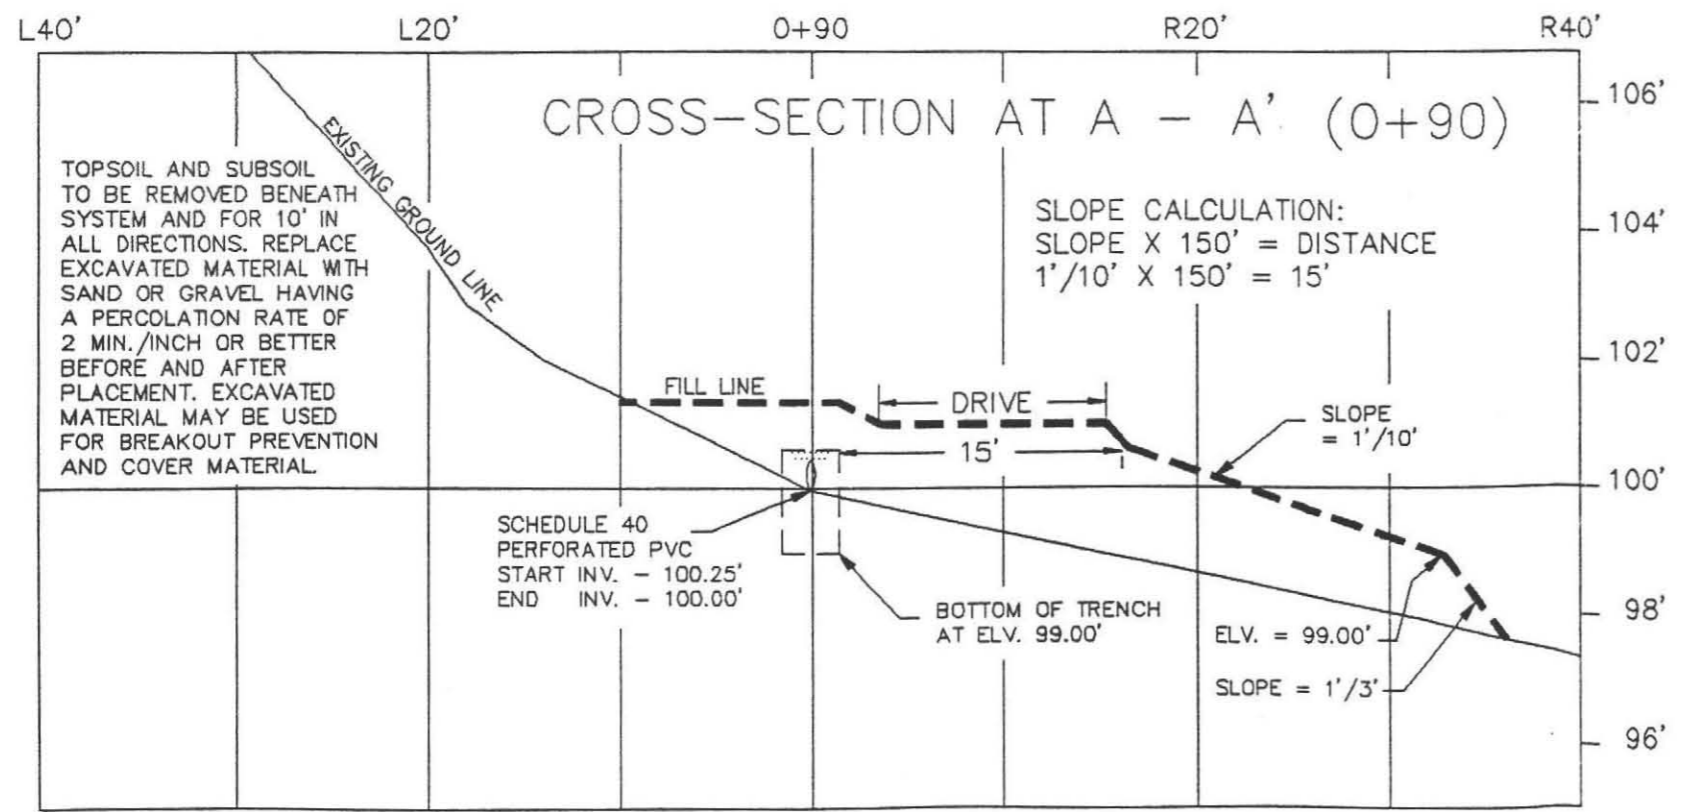 L40' L20' 0+90 R20' R40'
CROSS-SECTION AT A - A' (0+90)
106'
104'
102'
100'
98'
96'
TOPSOIL AND SUBSOIL
TO BE REMOVED BENEATH
SYSTEM AND FOR 10' IN
ALL DIRECTIONS. REPLACE
EXCAVATED MATERIAL WITH
SAND OR GRAVEL HAVING
A PERCOLATION RATE OF
2 MIN./INCH OR BETTER
BEFORE AND AFTER
PLACEMENT. EXCAVATED
MATERIAL MAY BE USED
FOR BREAKOUT PREVENTION
AND COVER MATERIAL.
EXISTING GROUND LINE
SLOPE CALCULATION:
SLOPE X 150' = DISTANCE
1'/10' X 150' = 15'
FILL LINE
DRIVE
15'
SLOPE
= 1'/10'
SCHEDULE 40
PERFORATED PVC
START INV. - 100.25'
END INV. - 100.00'
BOTTOM OF TRENCH
AT ELV. 99.00'
ELV. = 99.00'
SLOPE = 1'/3'